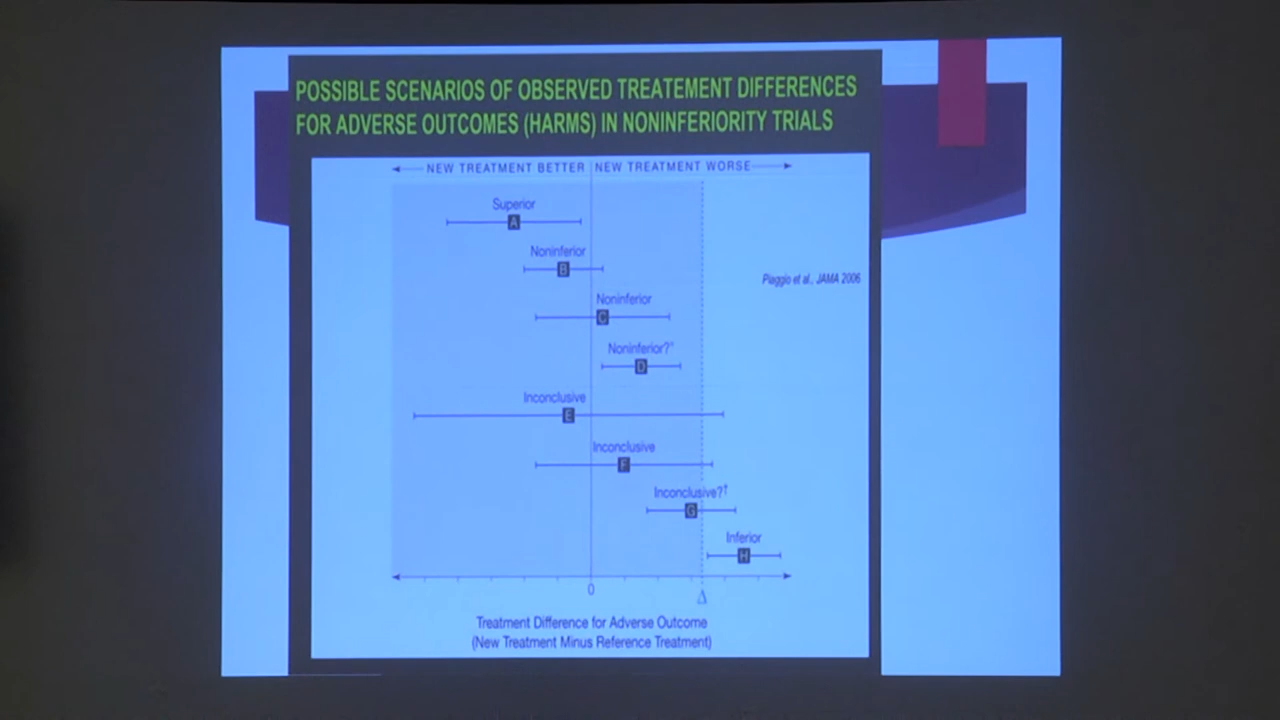 POSSIBLE SCENARIOS OF OBSERVED TREATEMENT DIFFERENCES
FOR ADVERSE OUTCOMES (HARMS) IN NONINFERIORITY TRIALS
NEW TREATMENT BETTER NEW TREATMENT WORSE
Superior
A
Noninferior
B
Piaggio et al., JAMA 2006
Noninferior
C
Noninferior?*
D
Inconclusive
E
Inconclusive
F
Inconclusive?†
G
Inferior
H
0 Δ
Treatment Difference for Adverse Outcome
(New Treatment Minus Reference Treatment)